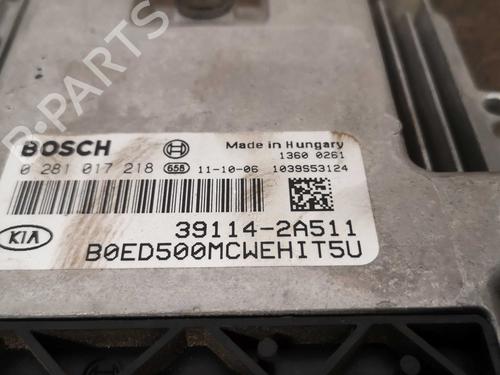 BOSCH
Made in Hungary
1360 0261
0 281 017 218 658 11-10-06 1039S53124
39114-2A511
KIA
B0ED500MCWEHIT5U